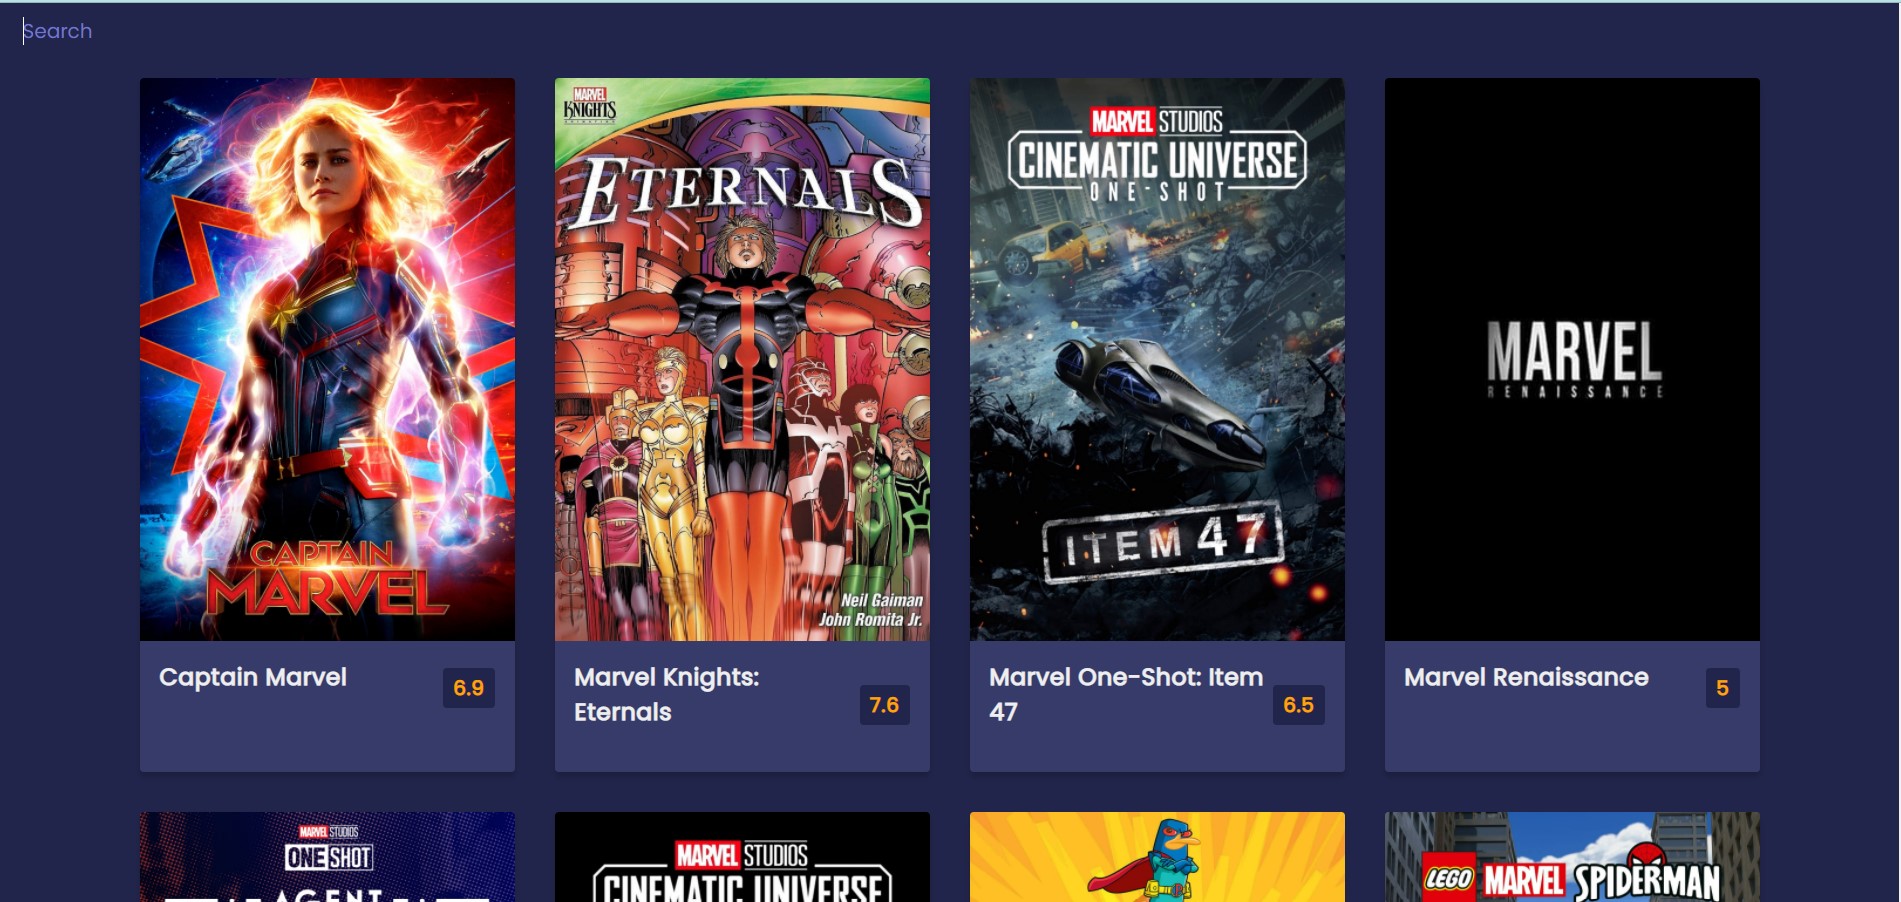 Search
MARVEL
KNIGHTS
ETERNALS
Neil Gaiman
John Romita Jr.
MARVEL STUDIOS
CINEMATIC UNIVERSE
ONE-SHOT
ITEM 47
MARVEL
RENAISSANCE
CAPTAIN
MARVEL
Captain Marvel
6.9
Marvel Knights:
Eternals
7.6
Marvel One-Shot: Item
47
6.5
Marvel Renaissance
5
MARVEL STUDIOS
ONE SHOT
AGENT
MARVEL STUDIOS
CINEMATIC UNIVERSE
LEGO MARVEL SPIDER-MAN